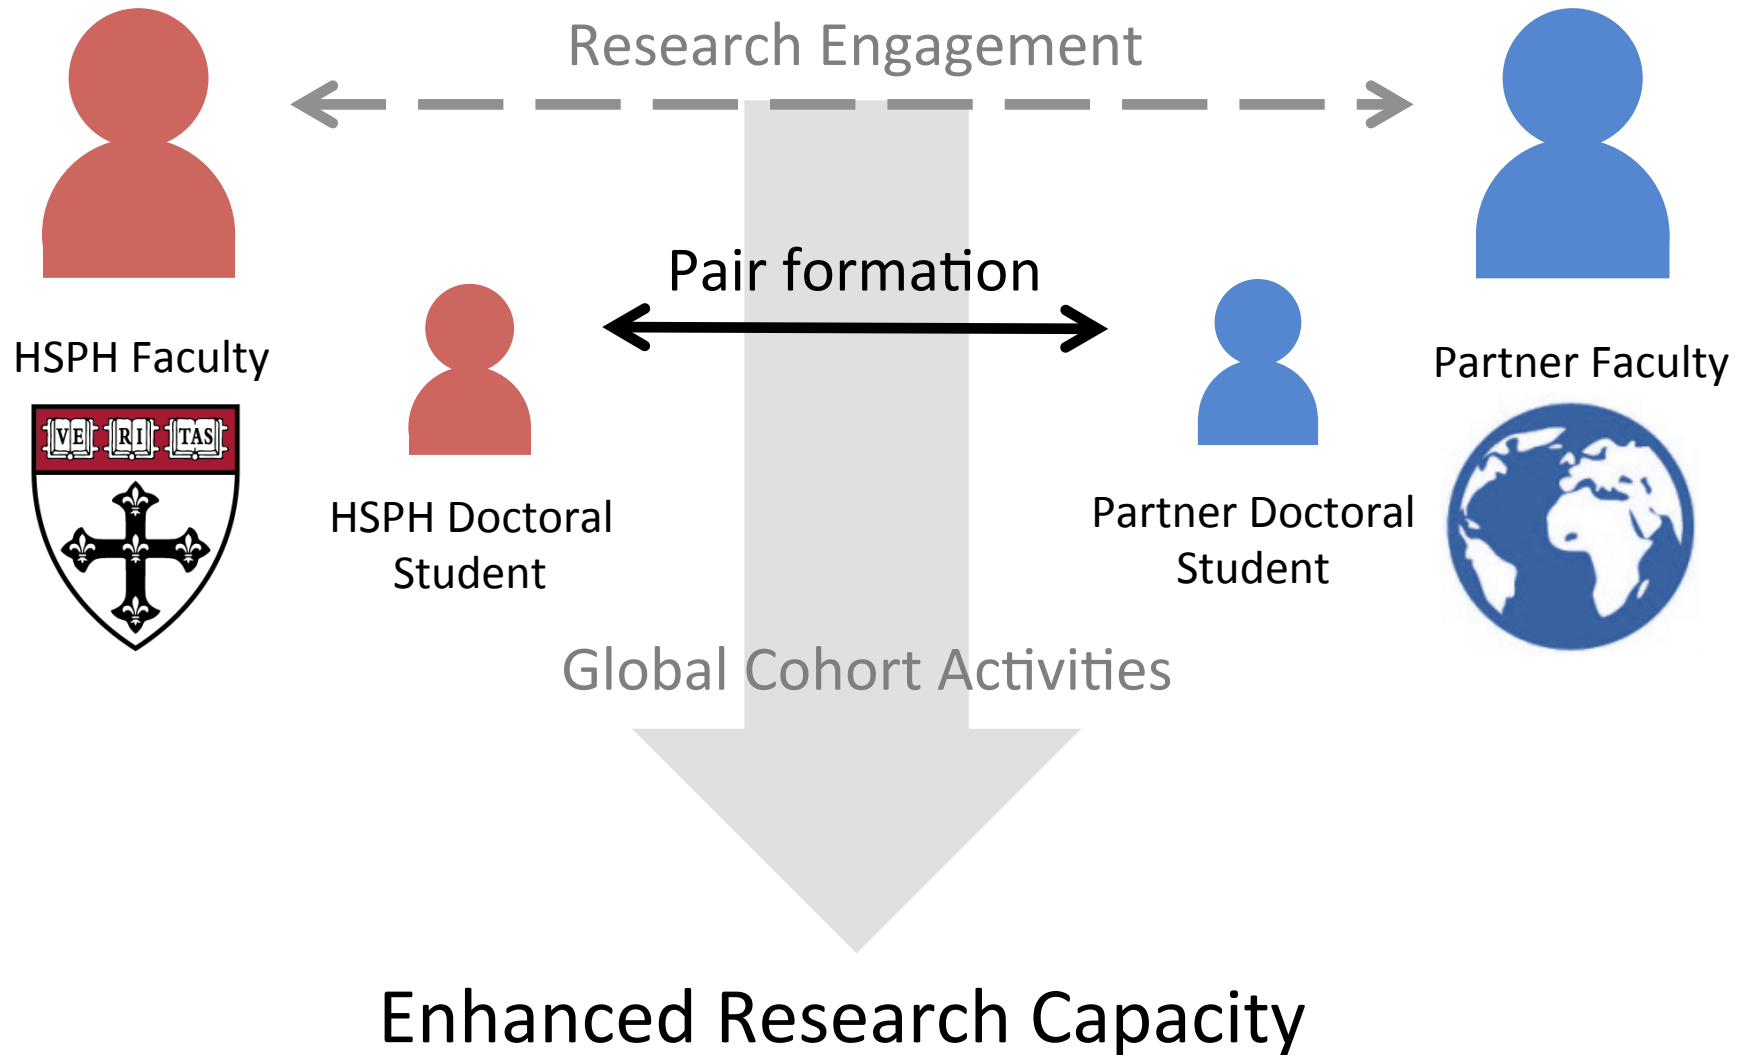 Research Engagement
Pair formation
HSPH Faculty
Partner Faculty
VE RI TAS
HSPH Doctoral
Student
Partner Doctoral
Student
Global Cohort Activities
Enhanced Research Capacity